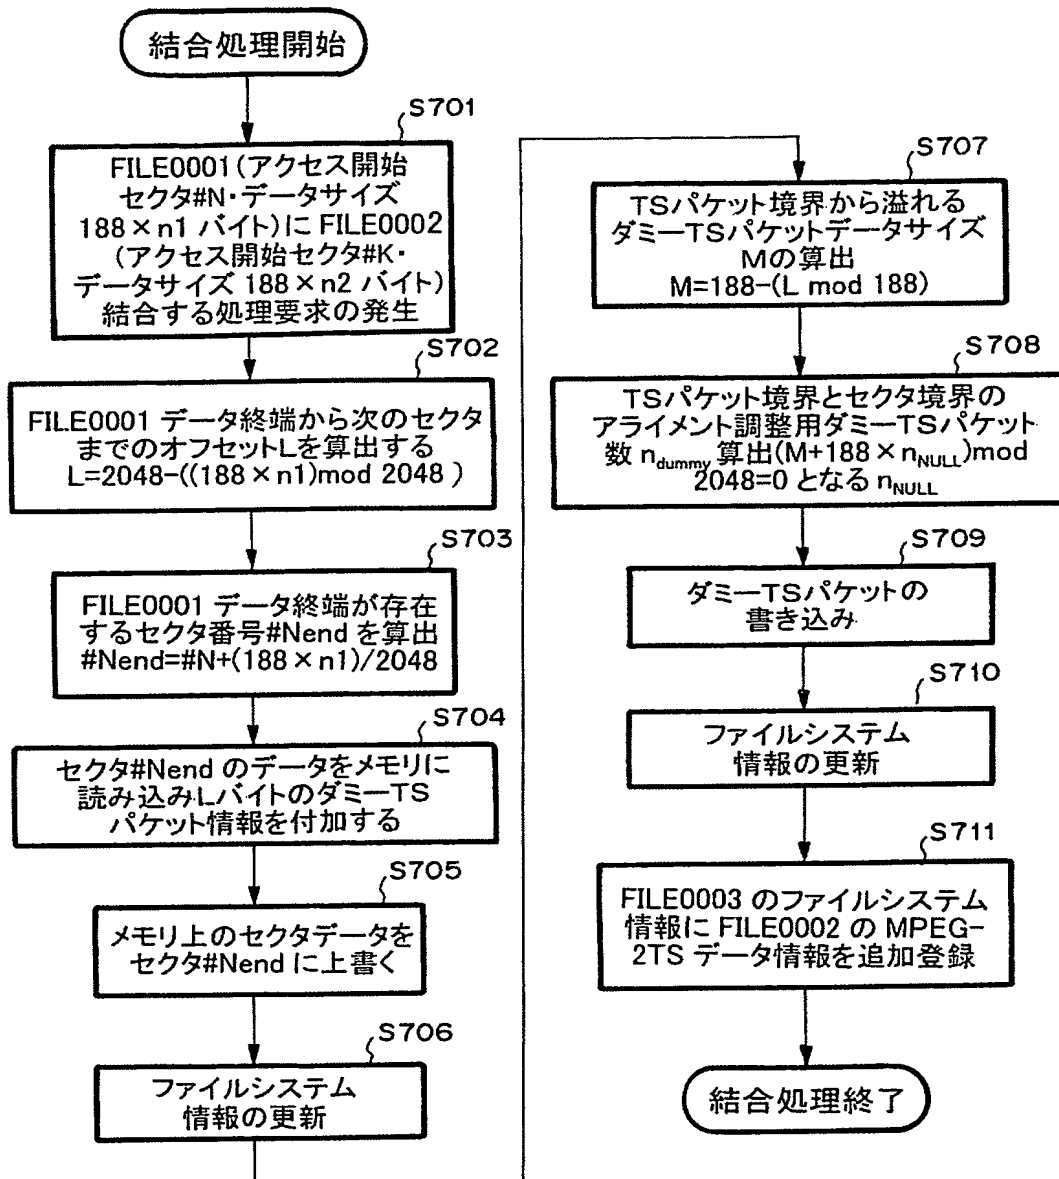 結合処理開始
S701
FILE0001(アクセス開始
セクタ#N・データサイズ
188×n1 バイト)に FILE0002
(アクセス開始セクタ#K・
データサイズ 188×n2 バイト)
結合する処理要求の発生
S702
FILE0001 データ終端から次のセクタ
までのオフセットLを算出する
L=2048-((188×n1)mod 2048 )
S703
FILE0001 データ終端が存在
するセクタ番号#Nend を算出
#Nend=#N+(188×n1)/2048
S704
セクタ#Nend のデータをメモリに
読み込みLバイトのダミーTS
パケット情報を付加する
S705
メモリ上のセクタデータを
セクタ#Nend に上書く
S706
ファイルシステム
情報の更新
S707
TSパケット境界から溢れる
ダミーTSパケットデータサイズ
Mの算出
M=188-(L mod 188)
S708
TSパケット境界とセクタ境界の
アライメント調整用ダミーTSパケット
数 n_dummy 算出(M+188×n_NULL)mod
2048=0 となる n_NULL
S709
ダミーTSパケットの
書き込み
S710
ファイルシステム
情報の更新
S711
FILE0003 のファイルシステム
情報に FILE0002 の MPEG-
2TS データ情報を追加登録
結合処理終了